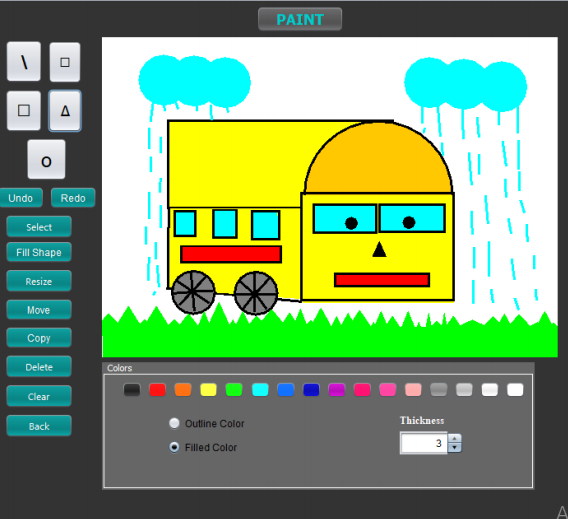 PAINT
\ □
□ Δ
O
Undo Redo
Select
Fill Shape
Resize
Move
Copy
Delete
Clear
Back
Colors
Outline Color
Thickness
Filled Color
3
A